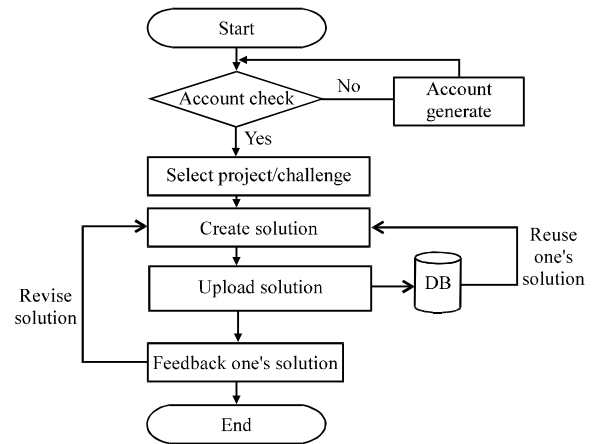 Start
Account check
No
Account
generate
Yes
Select project/challenge
Create solution
Reuse
one's
solution
Upload solution
DB
Revise
solution
Feedback one's solution
End